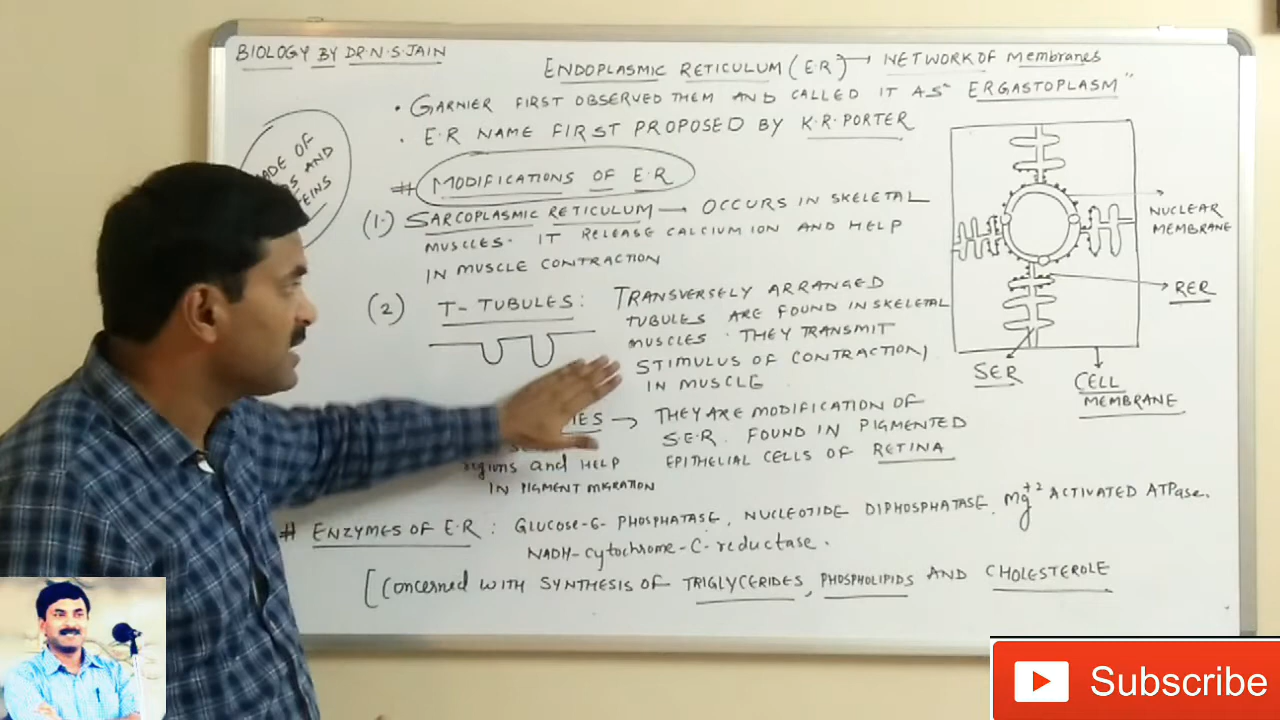 BIOLOGY BY DR.N.S.JAIN
ENDOPLASMIC RETICULUM (E.R) → NETWORK OF Membranes
• GARNIER FIRST OBSERVED THEM AND CALLED IT AS " ERGASTOPLASM "
• E.R NAME FIRST PROPOSED BY K.R.PORTER
MADE OF
AND
# MODIFICATIONS OF E.R
(1.) SARCOPLASMIC RETICULUM → OCCURS IN SKELETAL
MUSCLES. IT RELEASE CALCIUM ION AND HELP
IN MUSCLE CONTRACTION
(2) T-TUBULES: TRANSVERSELY ARRANGED
TUBULES ARE FOUND IN SKELETAL
MUSCLES. THEY TRANSMIT
STIMULUS OF CONTRACTION
IN MUSCLE
→ THEY ARE MODIFICATION OF
S.E.R. FOUND IN PIGMENTED
EPITHELIAL CELLS OF RETINA
regions and HELP
IN PIGMENT MIGRATION
# ENZYMES OF E.R : GLUCOSE-6-PHOSPHATASE, NUCLEOTIDE DIPHOSPHATASE, Mg+2 ACTIVATED ATPase.
NADH-cytochrome-C-reductase.
[Concerned WITH SYNTHESIS OF TRIGLYCERIDES, PHOSPHOLIPIDS AND CHOLESTEROLE
NUCLEAR
MEMBRANE
RER
SER
CELL
MEMBRANE
Subscribe